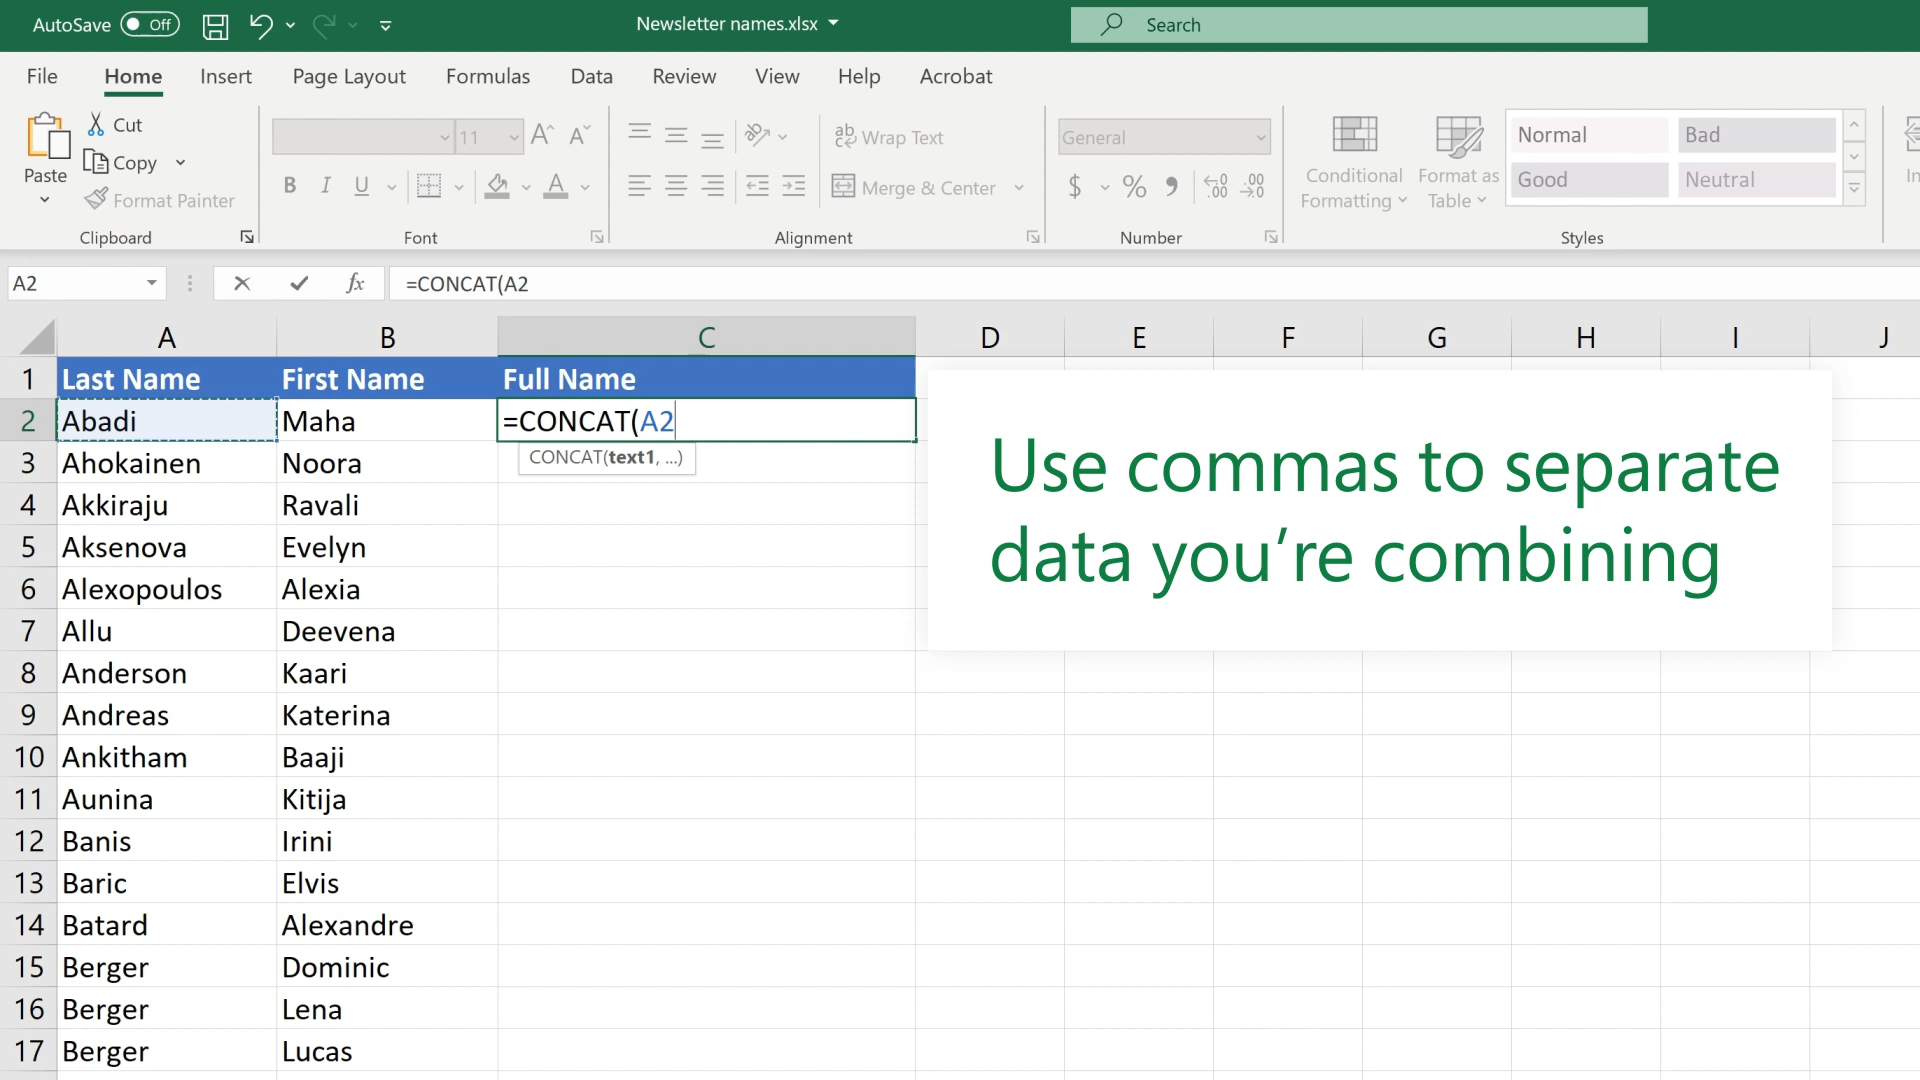 AutoSave Off Newsletter names.xlsx Search
File Home Insert Page Layout Formulas Data Review View Help Acrobat
Paste
Cut
Copy
Format Painter
Clipboard
11
B I U
Font
Wrap Text
Merge & Center
Alignment
General
$ % 9 .00 .00
Number
Conditional Formatting
Format as Table
Normal Bad
Good Neutral
Styles
A2 fx =CONCAT(A2
A B C D E F G H I J
1 Last Name First Name Full Name
2 Abadi Maha =CONCAT(A2
CONCAT(text1, ...)
3 Ahokainen Noora
4 Akkiraju Ravali
5 Aksenova Evelyn
6 Alexopoulos Alexia
7 Allu Deevena
8 Anderson Kaari
9 Andreas Katerina
10 Ankitham Baaji
11 Aunina Kitija
12 Banis Irini
13 Baric Elvis
14 Batard Alexandre
15 Berger Dominic
16 Berger Lena
17 Berger Lucas
Use commas to separate
data you’re combining